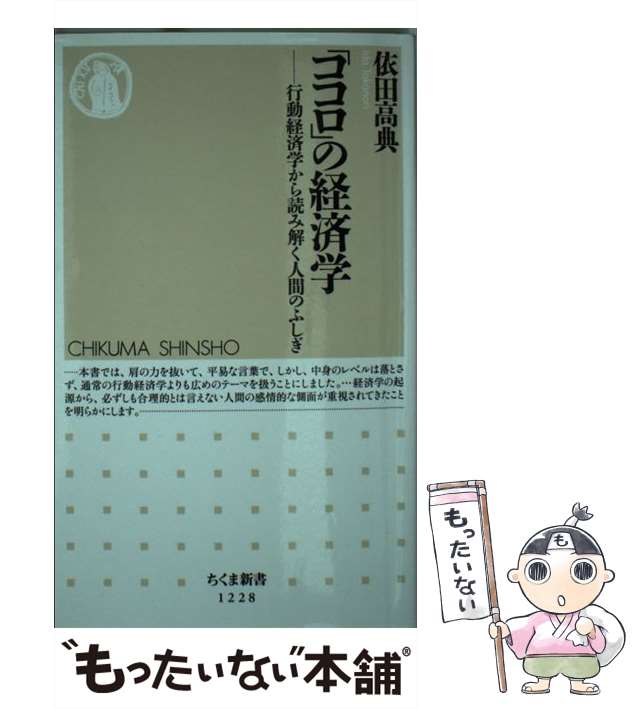 依田高典
Ida Takanori
「ココロ」の経済学
──行動経済学から読み解く人間のふしぎ
CHIKUMA SHINSHO
……本書では、肩の力を抜いて、平易な言葉で、しかし、中身のレベルは落とさ
ず、通常の行動経済学よりも広めのテーマを扱うことにしました。…経済学の起
源から、必ずしも合理的とは言えない人間の感情的な側面が重視されてきたこと
を明らかにします。
ちくま新書
1228
もったいない
も
“もったいない”本舗®